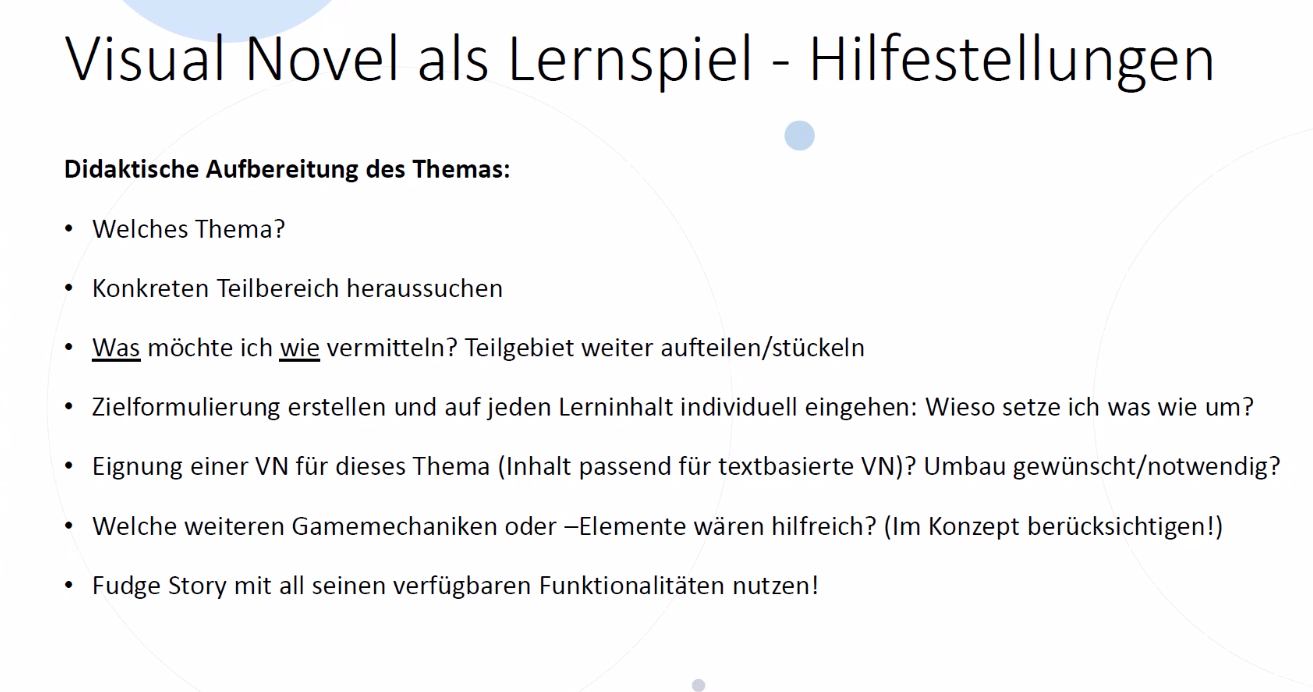 Visual Novel als Lernspiel - Hilfestellungen
Didaktische Aufbereitung des Themas:
• Welches Thema?
• Konkreten Teilbereich heraussuchen
• Was möchte ich wie vermitteln? Teilgebiet weiter aufteilen/stückeln
• Zielformulierung erstellen und auf jeden Lerninhalt individuell eingehen: Wieso setze ich was wie um?
• Eignung einer VN für dieses Thema (Inhalt passend für textbasierte VN)? Umbau gewünscht/notwendig?
• Welche weiteren Gamemechaniken oder –Elemente wären hilfreich? (Im Konzept berücksichtigen!)
• Fudge Story mit all seinen verfügbaren Funktionalitäten nutzen!